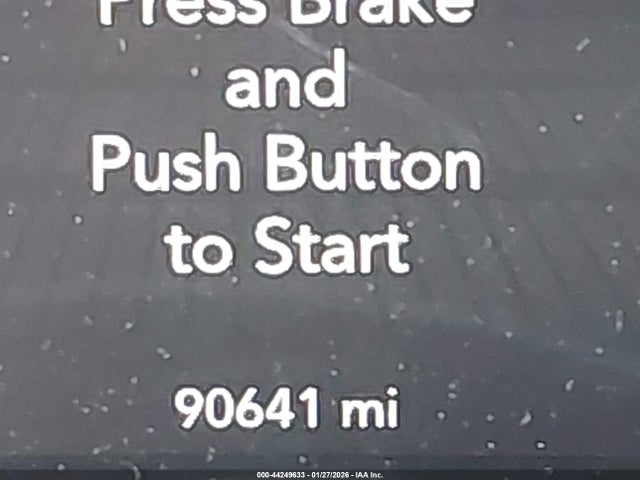 Press Brake
and
Push Button
to Start
90641 mi
000-44249633 - 01/27/2026 - IAA Inc.